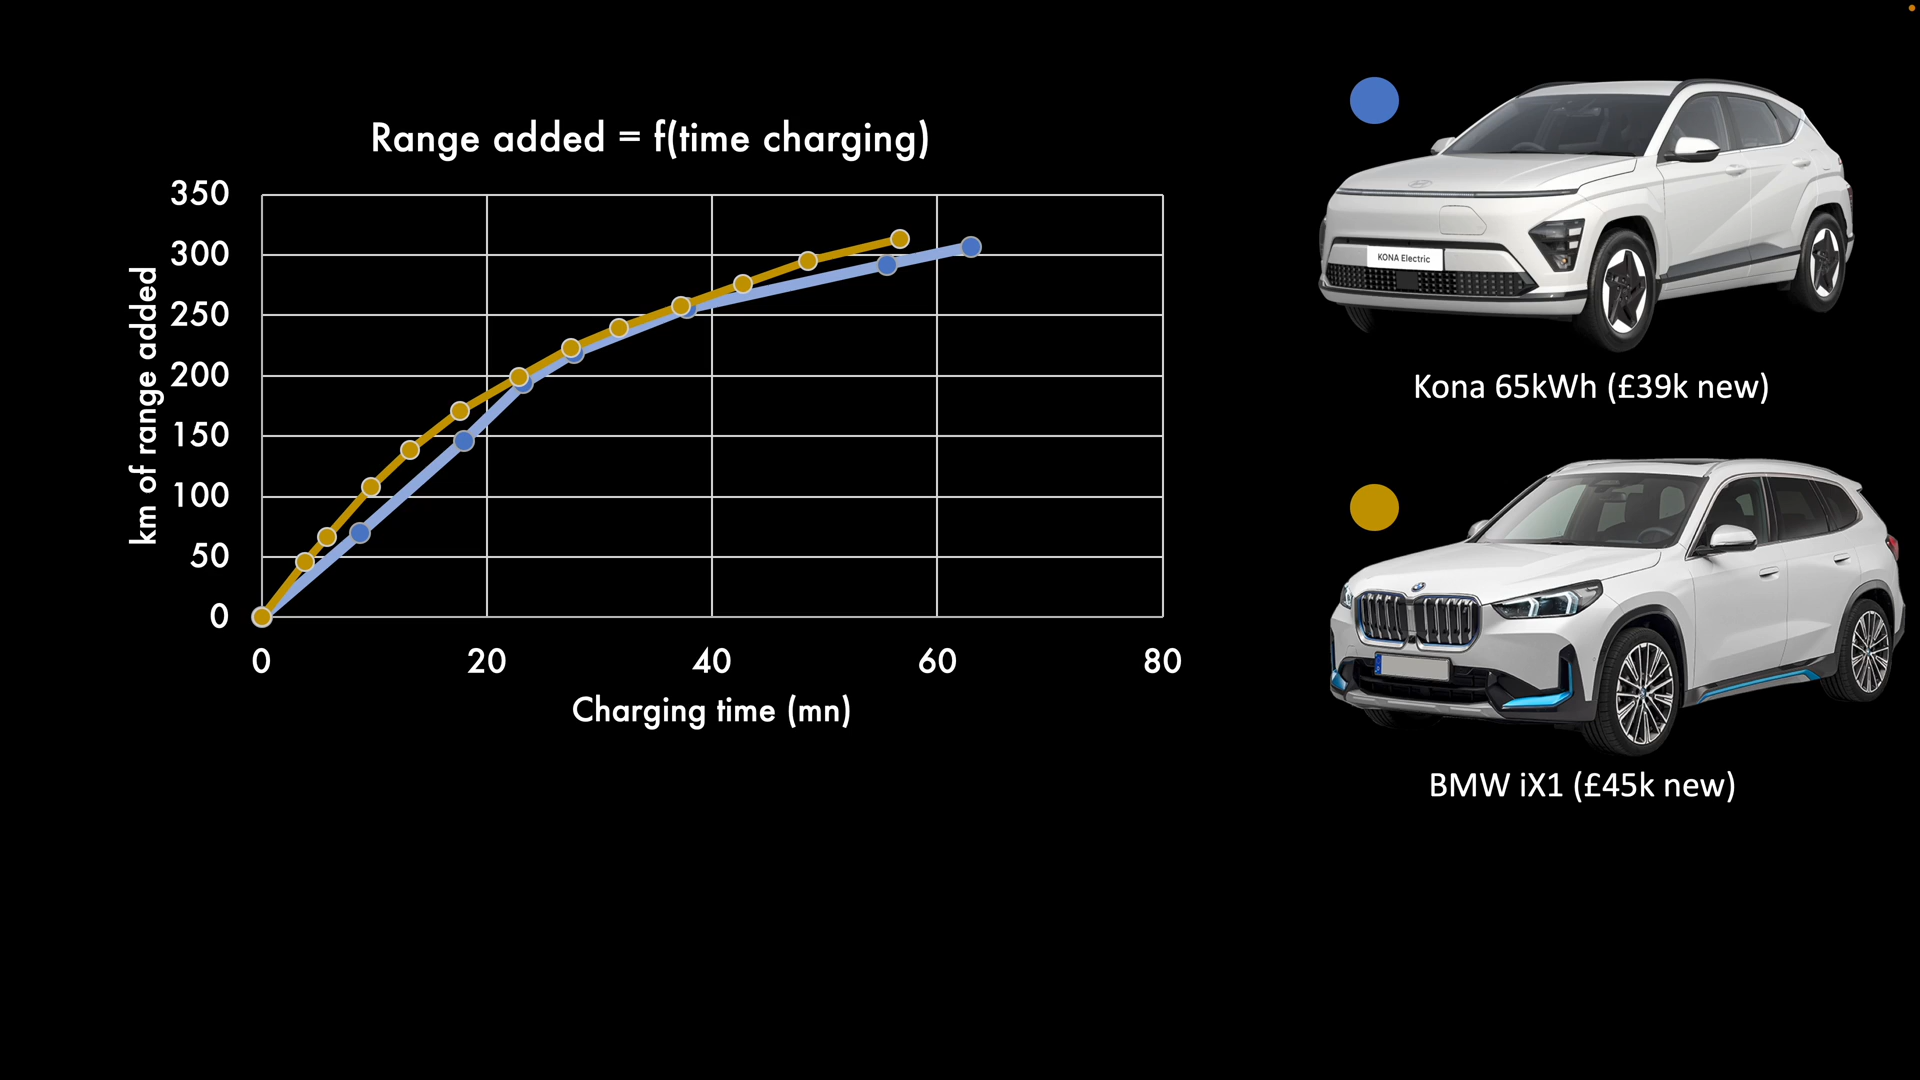 Range added = f(time charging)
km of range added
350
300
250
200
150
100
50
0
0 20 40 60 80
Charging time (mn)
KONA Electric
Kona 65kWh (£39k new)
BMW iX1 (£45k new)